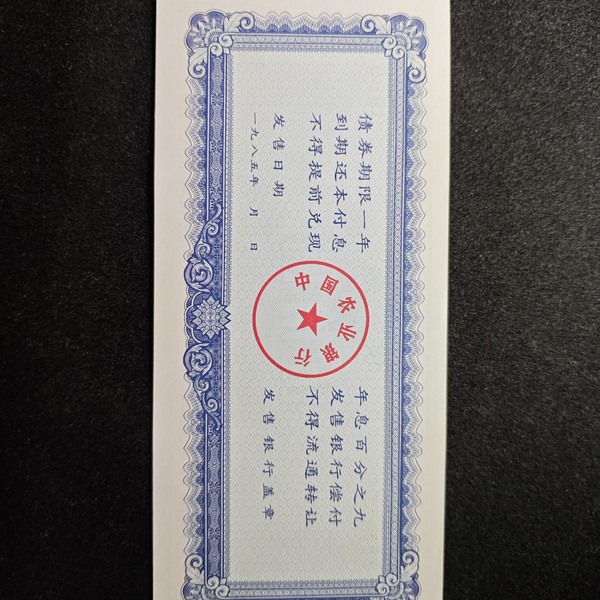 债券期限一年
到期还本付息
不得提前兑现
发售日期
一九八五年 月 日
中国农业银行
年息百分之九
发售银行偿付
不得流通转让
发售银行盖章